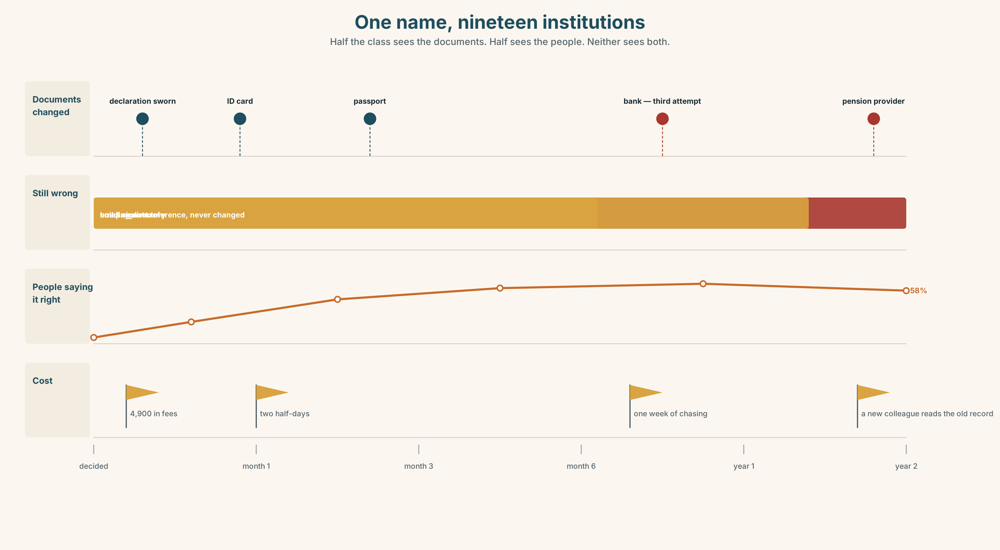 One name, nineteen institutions
Half the class sees the documents. Half sees the people. Neither sees both.
Documents
changed
declaration sworn
ID card
passport
bank — third attempt
pension provider
Still wrong
never changed
People saying
it right
58%
Cost
4,900 in fees
two half-days
one week of chasing
a new colleague reads the old record
decided
month 1
month 3
month 6
year 1
year 2